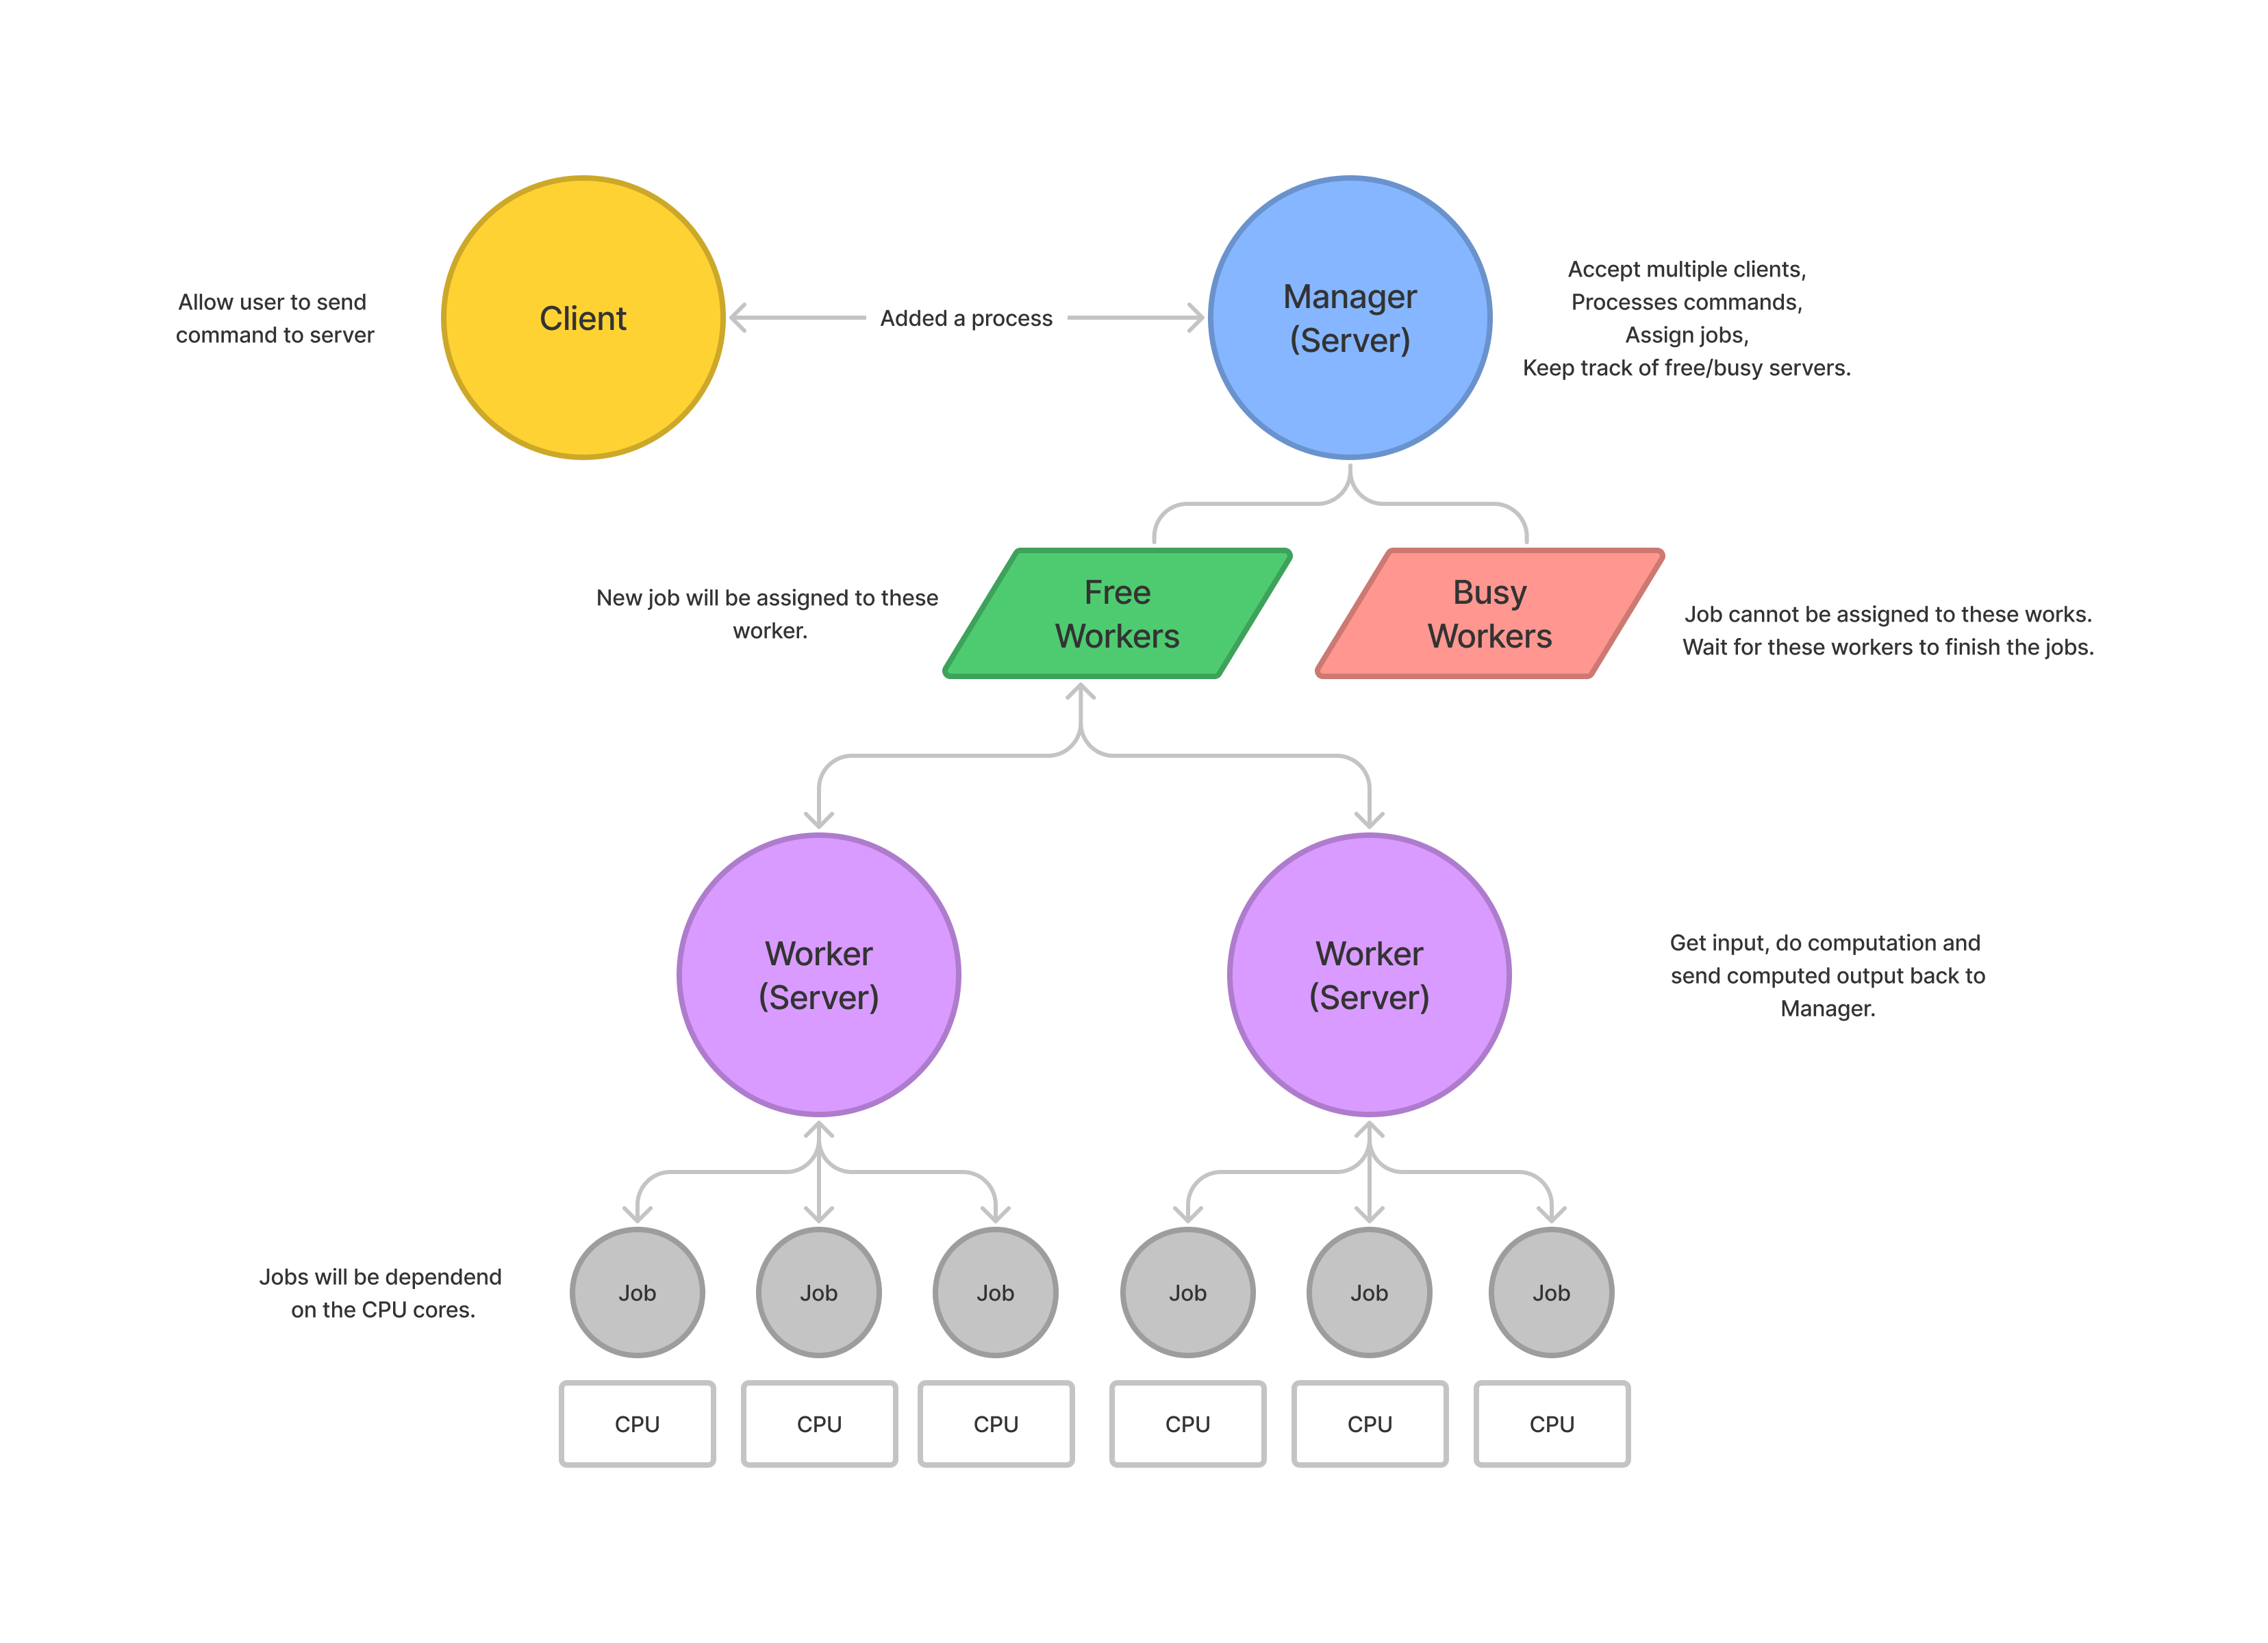 Allow user to send
command to server
Client
Added a process
Manager
(Server)
Accept multiple clients,
Processes commands,
Assign jobs,
Keep track of free/busy servers.
New job will be assigned to these
worker.
Free
Workers
Busy
Workers
Job cannot be assigned to these works.
Wait for these workers to finish the jobs.
Worker
(Server)
Worker
(Server)
Get input, do computation and
send computed output back to
Manager.
Jobs will be dependend
on the CPU cores.
Job
Job
Job
Job
Job
Job
CPU
CPU
CPU
CPU
CPU
CPU